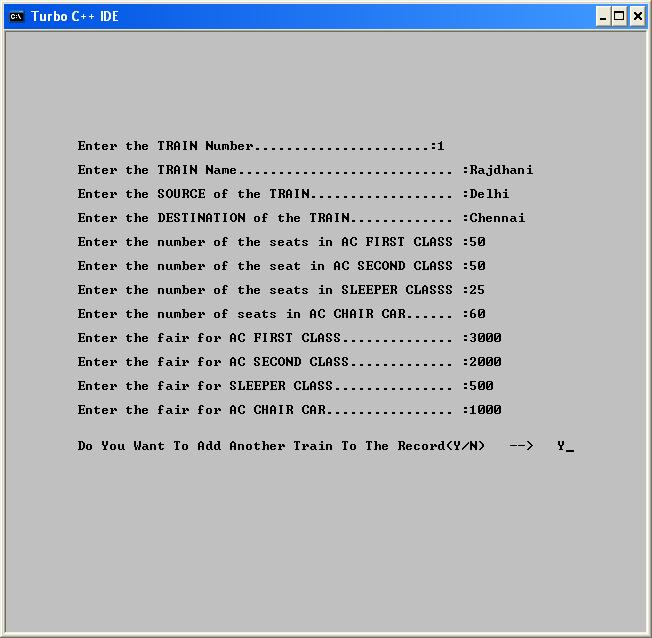 Turbo C++ IDE
Enter the TRAIN Number......................:1
Enter the TRAIN Name........................... :Rajdhani
Enter the SOURCE of the TRAIN.................. :Delhi
Enter the DESTINATION of the TRAIN............. :Chennai
Enter the number of the seats in AC FIRST CLASS :50
Enter the number of the seat in AC SECOND CLASS :50
Enter the number of the seats in SLEEPER CLASSS :25
Enter the number of seats in AC CHAIR CAR...... :60
Enter the fair for AC FIRST CLASS.............. :3000
Enter the fair for AC SECOND CLASS............. :2000
Enter the fair for SLEEPER CLASS............... :500
Enter the fair for AC CHAIR CAR................ :1000
Do You Want To Add Another Train To The Record(Y/N) --> Y_